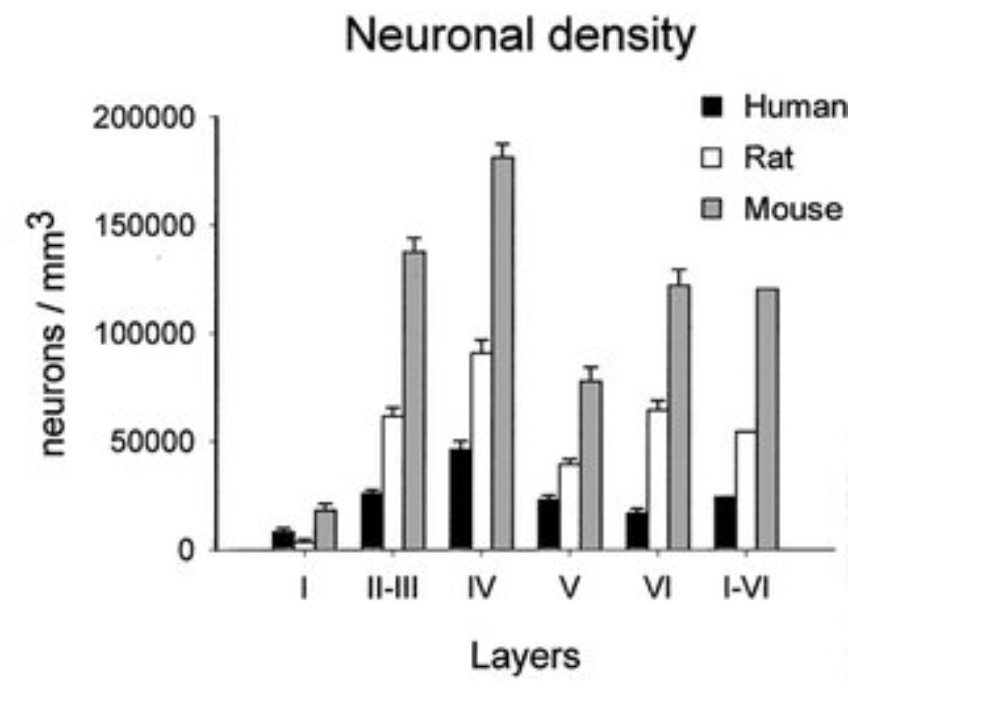 Neuronal density
Human
Rat
Mouse
200000
150000
100000
50000
0
neurons / mm3
I
II-III
IV
V
VI
I-VI
Layers